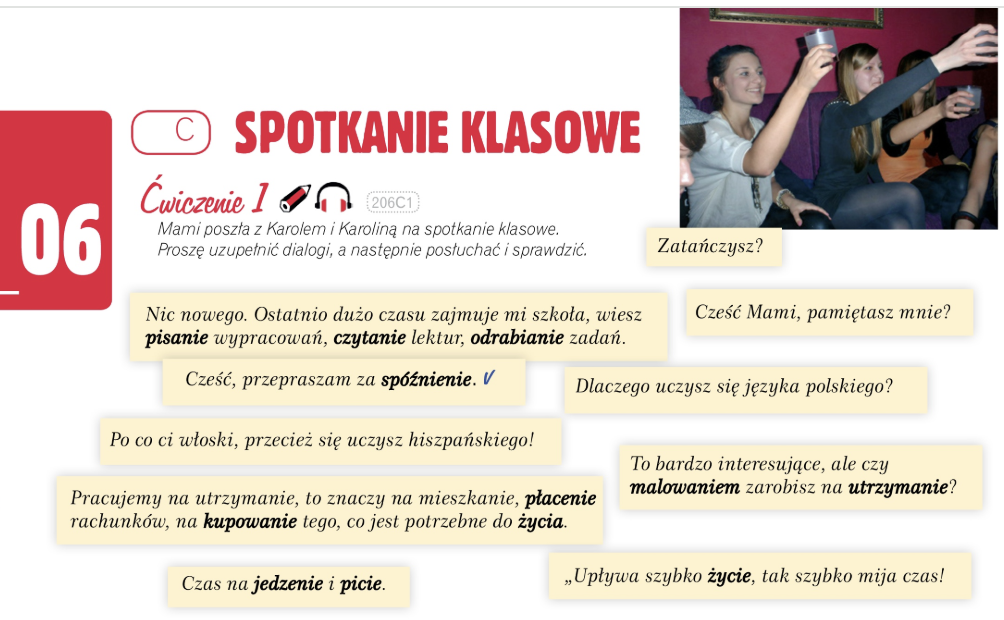 C
SPOTKANIE KLASOWE
06
Ćwiczenie 1
206C1
Mami poszła z Karolem i Karoliną na spotkanie klasowe.
Proszę uzupełnić dialogi, a następnie posłuchać i sprawdzić.
Zatańczysz?
Nic nowego. Ostatnio dużo czasu zajmuje mi szkoła, wiesz
pisanie wypracowań, czytanie lektur, odrabianie zadań.
Cześć Mami, pamiętasz mnie?
Cześć, przepraszam za spóźnienie. ✓
Dlaczego uczysz się języka polskiego?
Po co ci włoski, przecież się uczysz hiszpańskiego!
To bardzo interesujące, ale czy
malowaniem zarobisz na utrzymanie?
Pracujemy na utrzymanie, to znaczy na mieszkanie, płacenie
rachunków, na kupowanie tego, co jest potrzebne do życia.
Czas na jedzenie i picie.
„Upływa szybko życie, tak szybko mija czas!